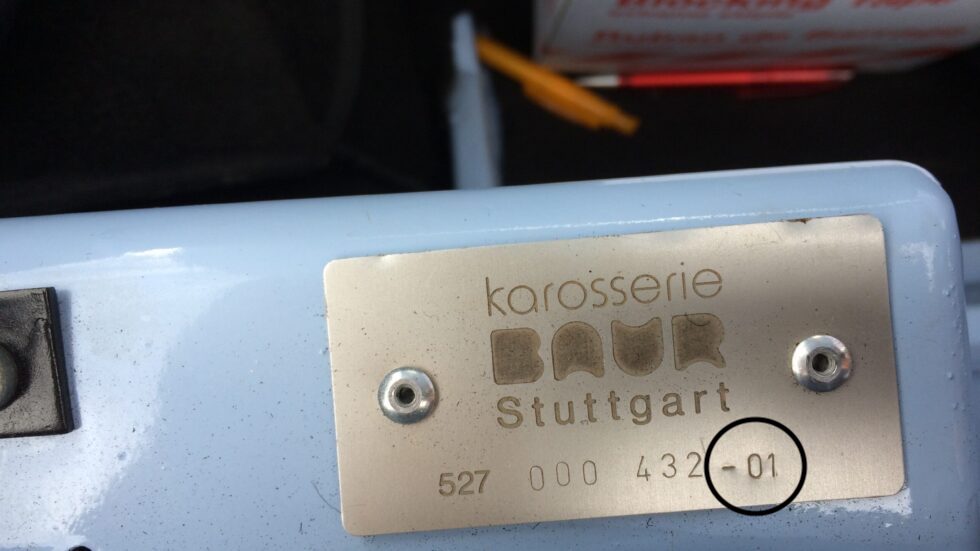 karosserie
BAUR
Stuttgart
527 000 432 -01